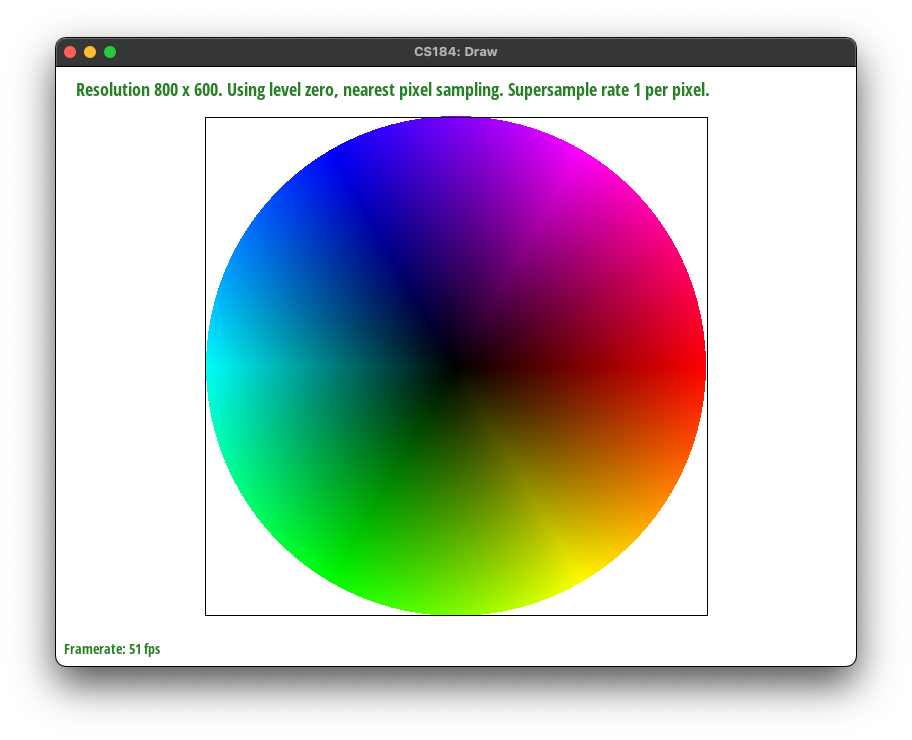 CS184: Draw
Resolution 800 x 600. Using level zero, nearest pixel sampling. Supersample rate 1 per pixel.
Framerate: 51 fps